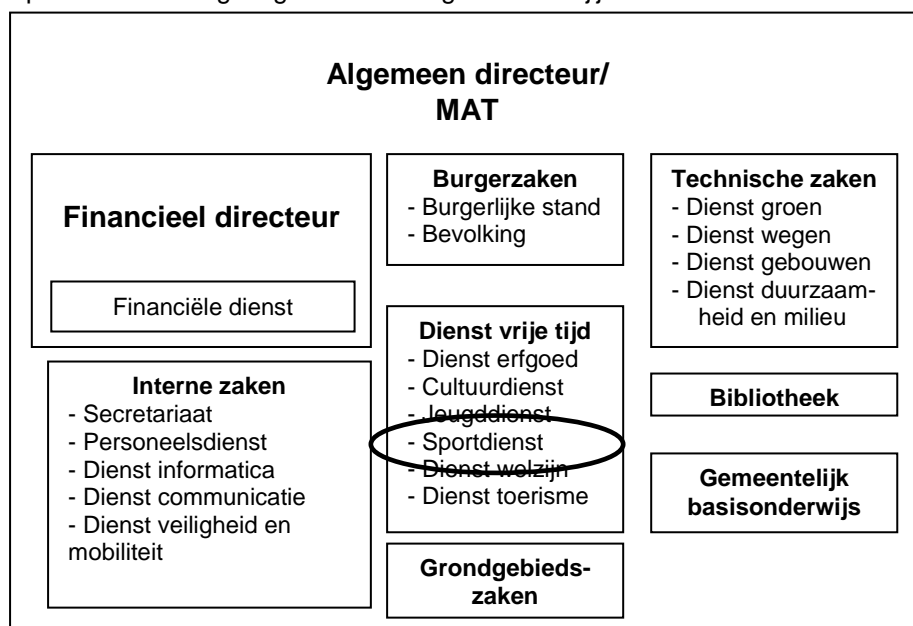 Algemeen directeur/
MAT
Financieel directeur
Financiële dienst
Interne zaken
- Secretariaat
- Personeelsdienst
- Dienst informatica
- Dienst communicatie
- Dienst veiligheid en
mobiliteit
Burgerzaken
- Burgerlijke stand
- Bevolking
Dienst vrije tijd
- Dienst erfgoed
- Cultuurdienst
- Jeugddienst
- Sportdienst
- Dienst welzijn
- Dienst toerisme
Grondgebieds-
zaken
Technische zaken
- Dienst groen
- Dienst wegen
- Dienst gebouwen
- Dienst duurzaam-
heid en milieu
Bibliotheek
Gemeentelijk
basisonderwijs